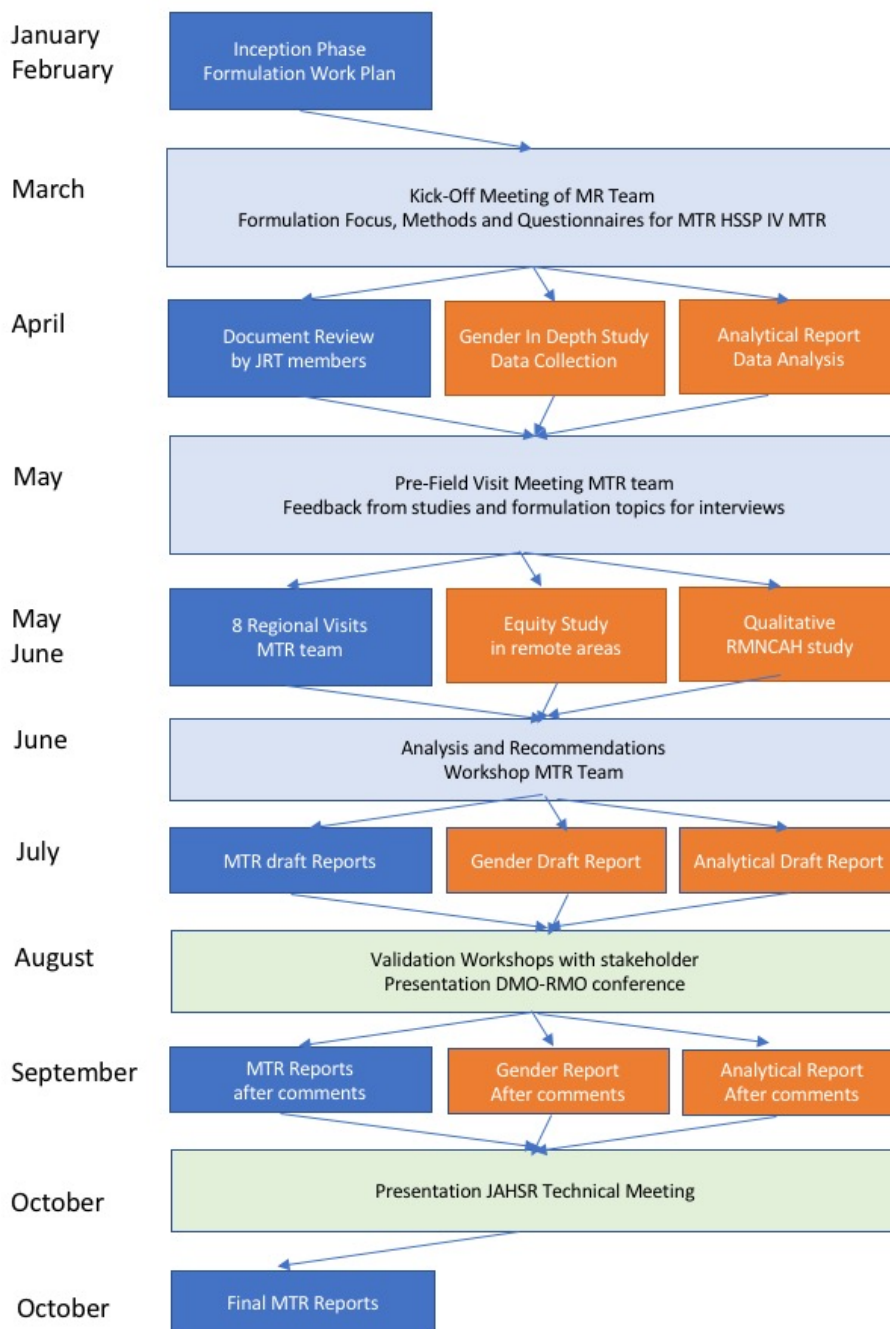 January
February
Inception Phase
Formulation Work Plan
March
Kick-Off Meeting of MR Team
Formulation Focus, Methods and Questionnaires for MTR HSSP IV MTR
April
Document Review
by JRT members
Gender In Depth Study
Data Collection
Analytical Report
Data Analysis
May
Pre-Field Visit Meeting MTR team
Feedback from studies and formulation topics for interviews
May
June
8 Regional Visits
MTR team
Equity Study
in remote areas
Qualitative
RMNCAH study
June
Analysis and Recommendations
Workshop MTR Team
July
MTR draft Reports
Gender Draft Report
Analytical Draft Report
August
Validation Workshops with stakeholder
Presentation DMO-RMO conference
September
MTR Reports
after comments
Gender Report
After comments
Analytical Report
After comments
October
Presentation JAHSR Technical Meeting
October
Final MTR Reports